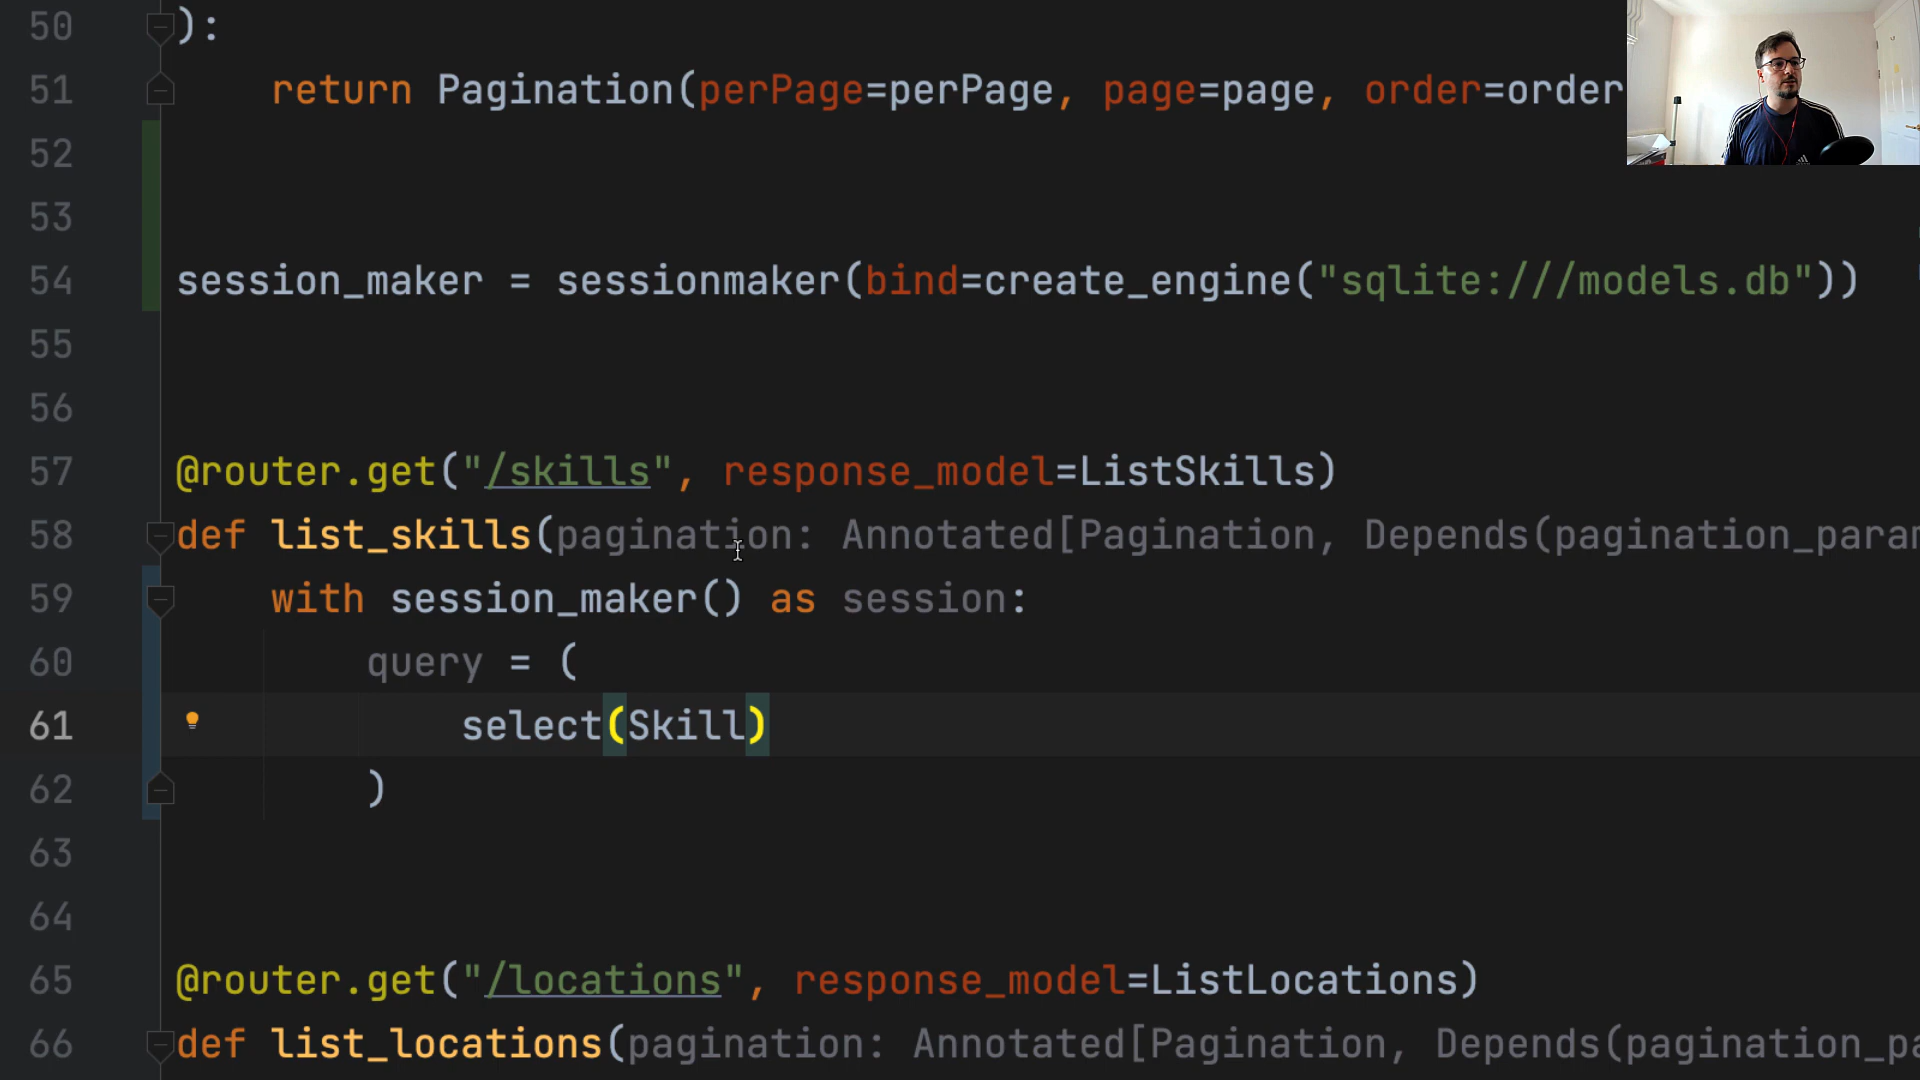 50 ):
51 return Pagination(perPage=perPage, page=page, order=order
52
53
54 session_maker = sessionmaker(bind=create_engine("sqlite:///models.db"))
55
56
57 @router.get("/skills", response_model=ListSkills)
58 def list_skills(pagination: Annotated[Pagination, Depends(pagination_param
59 with session_maker() as session:
60 query = (
61 select(Skill)
62 )
63
64
65 @router.get("/locations", response_model=ListLocations)
66 def list_locations(pagination: Annotated[Pagination, Depends(pagination_pa